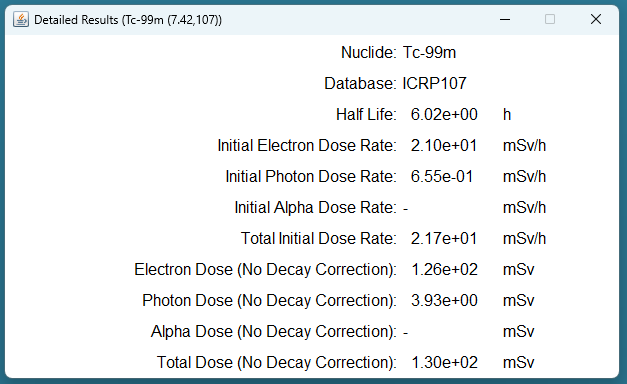 Detailed Results (Tc-99m (7.42,107))
Nuclide: Tc-99m
Database: ICRP107
Half Life: 6.02e+00 h
Initial Electron Dose Rate: 2.10e+01 mSv/h
Initial Photon Dose Rate: 6.55e-01 mSv/h
Initial Alpha Dose Rate: - mSv/h
Total Initial Dose Rate: 2.17e+01 mSv/h
Electron Dose (No Decay Correction): 1.26e+02 mSv
Photon Dose (No Decay Correction): 3.93e+00 mSv
Alpha Dose (No Decay Correction): - mSv
Total Dose (No Decay Correction): 1.30e+02 mSv